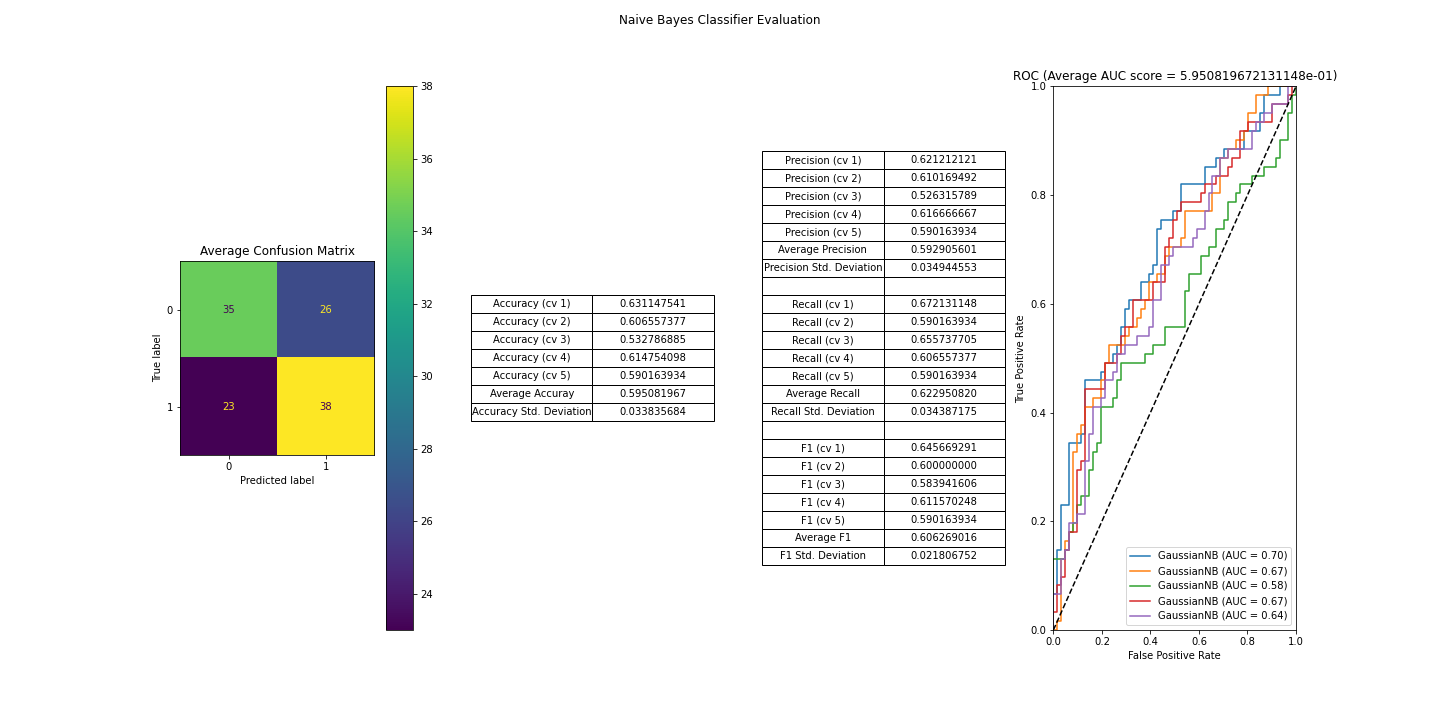 Naive Bayes Classifier Evaluation
Average Confusion Matrix
True label
0
1
35 26
23 38
0 1
Predicted label
38
36
34
32
30
28
26
24
Accuracy (cv 1) 0.631147541
Accuracy (cv 2) 0.606557377
Accuracy (cv 3) 0.532786885
Accuracy (cv 4) 0.614754098
Accuracy (cv 5) 0.590163934
Average Accuray 0.595081967
Accuracy Std. Deviation 0.033835684
Precision (cv 1) 0.621212121
Precision (cv 2) 0.610169492
Precision (cv 3) 0.526315789
Precision (cv 4) 0.616666667
Precision (cv 5) 0.590163934
Average Precision 0.592905601
Precision Std. Deviation 0.034944553
Recall (cv 1) 0.672131148
Recall (cv 2) 0.590163934
Recall (cv 3) 0.655737705
Recall (cv 4) 0.606557377
Recall (cv 5) 0.590163934
Average Recall 0.622950820
Recall Std. Deviation 0.034387175
F1 (cv 1) 0.645669291
F1 (cv 2) 0.600000000
F1 (cv 3) 0.583941606
F1 (cv 4) 0.611570248
F1 (cv 5) 0.590163934
Average F1 0.606269016
F1 Std. Deviation 0.021806752
ROC (Average AUC score = 5.950819672131148e-01)
True Positive Rate
1.0
0.8
0.6
0.4
0.2
0.0
GaussianNB (AUC = 0.70)
GaussianNB (AUC = 0.67)
GaussianNB (AUC = 0.58)
GaussianNB (AUC = 0.67)
GaussianNB (AUC = 0.64)
0.0 0.2 0.4 0.6 0.8 1.0
False Positive Rate